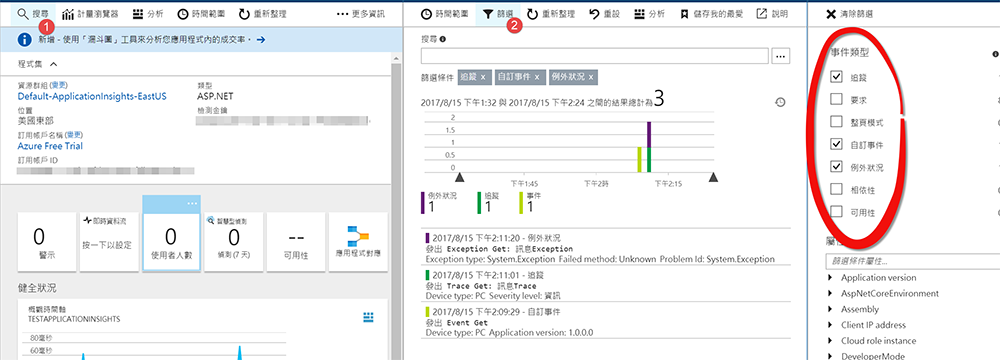 搜尋 計量瀏覽器 分析 時間範圍 重新整理 ... 更多資訊
1
新增 - 使用「漏斗圖」工具來分析您應用程式內的成交率。 →
程式集
資源群組 (變更)
Default-ApplicationInsights-EastUS
位置
美國東部
訂用帳戶名稱 (變更)
Azure Free Trial
訂用帳戶 ID
類型
ASP.NET
檢測金鑰
0
警示
即時資料流
按一下以設定
...
0
使用者人數
智慧型偵測
0
偵測 (7 天)
--
可用性
應用程式對應
健全狀況
概觀時間軸
TESTAPPLICATIONINSIGHTS
80毫秒
60毫秒
時間範圍 篩選 重新整理 重設 分析 儲存我的最愛 說明
2
搜尋
...
篩選條件 追蹤 x 自訂事件 x 例外狀況 x
2017/8/15 下午1:32 與 2017/8/15 下午2:24 之間的結果總計為3
2
1.5
1
0.5
0
下午1:45 下午2時 下午2:15
例外狀況
1
追蹤
1
事件
1
2017/8/15 下午2:11:20 - 例外狀況
發出 Exception Get: 訊息Exception
Exception type: System.Exception Failed method: Unknown Problem Id: System.Exception
2017/8/15 下午2:11:01 - 追蹤
發出 Trace Get: 訊息Trace
Device type: PC Severity level: 資訊
2017/8/15 下午2:09:29 - 自訂事件
發出 Event Get
Device type: PC Application version: 1.0.0.0
清除篩選
事件類型
追蹤
要求
整頁模式
自訂事件
例外狀況
相依性
可用性
屬
篩選條件屬性...
Application version
AspNetCoreEnvironment
Assembly
Client IP address
Cloud role instance
DeveloperMode